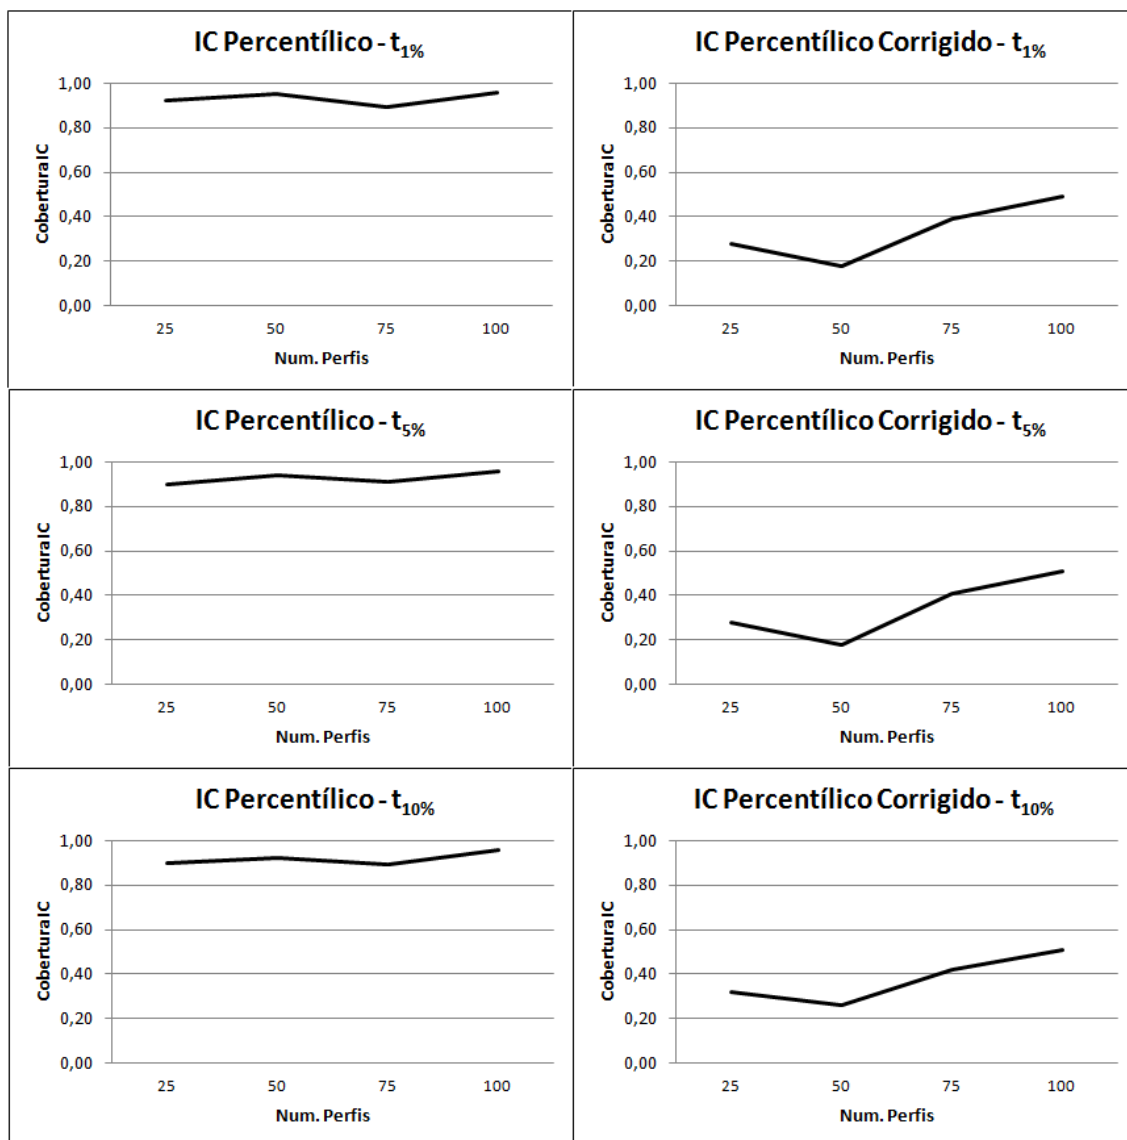 IC Percentílico - t1%
1,00
0,80
0,60
0,40
0,20
0,00
Cobertura IC
25 50 75 100
Num. Perfis
IC Percentílico Corrigido - t1%
1,00
0,80
0,60
0,40
0,20
0,00
Cobertura IC
25 50 75 100
Num. Perfis
IC Percentílico - t5%
1,00
0,80
0,60
0,40
0,20
0,00
Cobertura IC
25 50 75 100
Num. Perfis
IC Percentílico Corrigido - t5%
1,00
0,80
0,60
0,40
0,20
0,00
Cobertura IC
25 50 75 100
Num. Perfis
IC Percentílico - t10%
1,00
0,80
0,60
0,40
0,20
0,00
Cobertura IC
25 50 75 100
Num. Perfis
IC Percentílico Corrigido - t10%
1,00
0,80
0,60
0,40
0,20
0,00
Cobertura IC
25 50 75 100
Num. Perfis